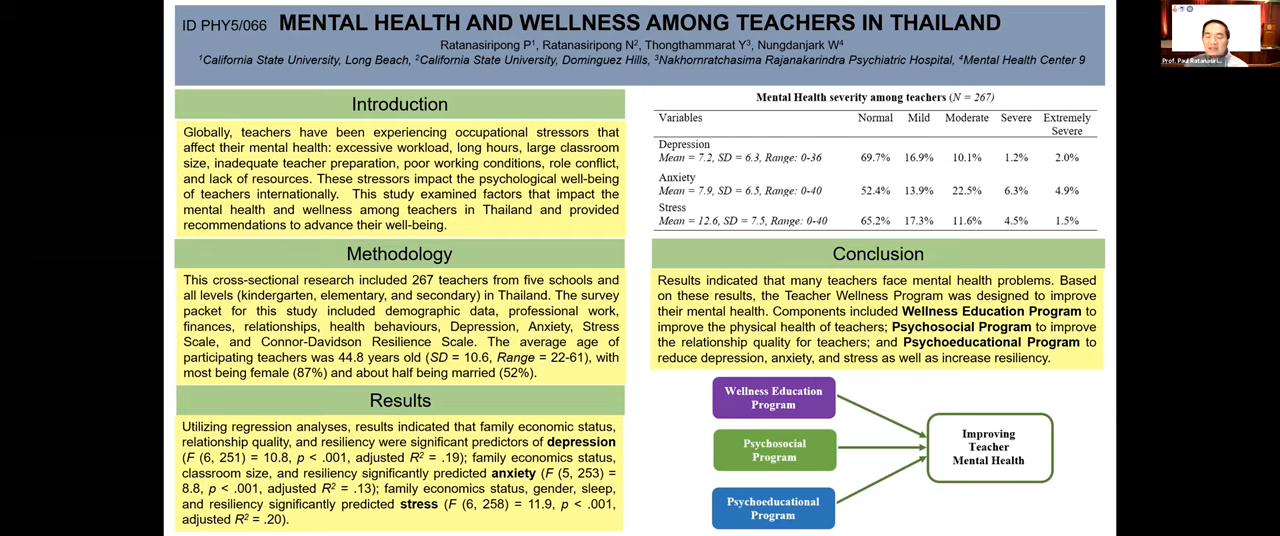 ID PHY5/066 MENTAL HEALTH AND WELLNESS AMONG TEACHERS IN THAILAND
Ratanasiripong P¹, Ratanasiripong N², Thongthammarat Y³, Nungdanjark W⁴
¹California State University, Long Beach, ²California State University, Dominguez Hills, ³Nakhornratchasima Rajanakarindra Psychiatric Hospital, ⁴Mental Health Center 9
Introduction
Globally, teachers have been experiencing occupational stressors that
affect their mental health: excessive workload, long hours, large classroom
size, inadequate teacher preparation, poor working conditions, role conflict,
and lack of resources. These stressors impact the psychological well-being
of teachers internationally. This study examined factors that impact the
mental health and wellness among teachers in Thailand and provided
recommendations to advance their well-being.
Methodology
This cross-sectional research included 267 teachers from five schools and
all levels (kindergarten, elementary, and secondary) in Thailand. The survey
packet for this study included demographic data, professional work,
finances, relationships, health behaviours, Depression, Anxiety, Stress
Scale, and Connor-Davidson Resilience Scale. The average age of
participating teachers was 44.8 years old (SD = 10.6, Range = 22-61), with
most being female (87%) and about half being married (52%).
Results
Utilizing regression analyses, results indicated that family economic status,
relationship quality, and resiliency were significant predictors of depression
(F (6, 251) = 10.8, p < .001, adjusted R² = .19); family economics status,
classroom size, and resiliency significantly predicted anxiety (F (5, 253) =
8.8, p < .001, adjusted R² = .13); family economics status, gender, sleep,
and resiliency significantly predicted stress (F (6, 258) = 11.9, p < .001,
adjusted R² = .20).
Mental Health severity among teachers (N = 267)
Variables Normal Mild Moderate Severe Extremely
Severe
Depression
Mean = 7.2, SD = 6.3, Range: 0-36 69.7% 16.9% 10.1% 1.2% 2.0%
Anxiety
Mean = 7.9, SD = 6.5, Range: 0-40 52.4% 13.9% 22.5% 6.3% 4.9%
Stress
Mean = 12.6, SD = 7.5, Range: 0-40 65.2% 17.3% 11.6% 4.5% 1.5%
Conclusion
Results indicated that many teachers face mental health problems. Based
on these results, the Teacher Wellness Program was designed to improve
their mental health. Components included Wellness Education Program to
improve the physical health of teachers; Psychosocial Program to improve
the relationship quality for teachers; and Psychoeducational Program to
reduce depression, anxiety, and stress as well as increase resiliency.
Wellness Education
Program
Psychosocial
Program
Psychoeducational
Program
Improving
Teacher
Mental Health
Prof. Paul Ratanasiri...